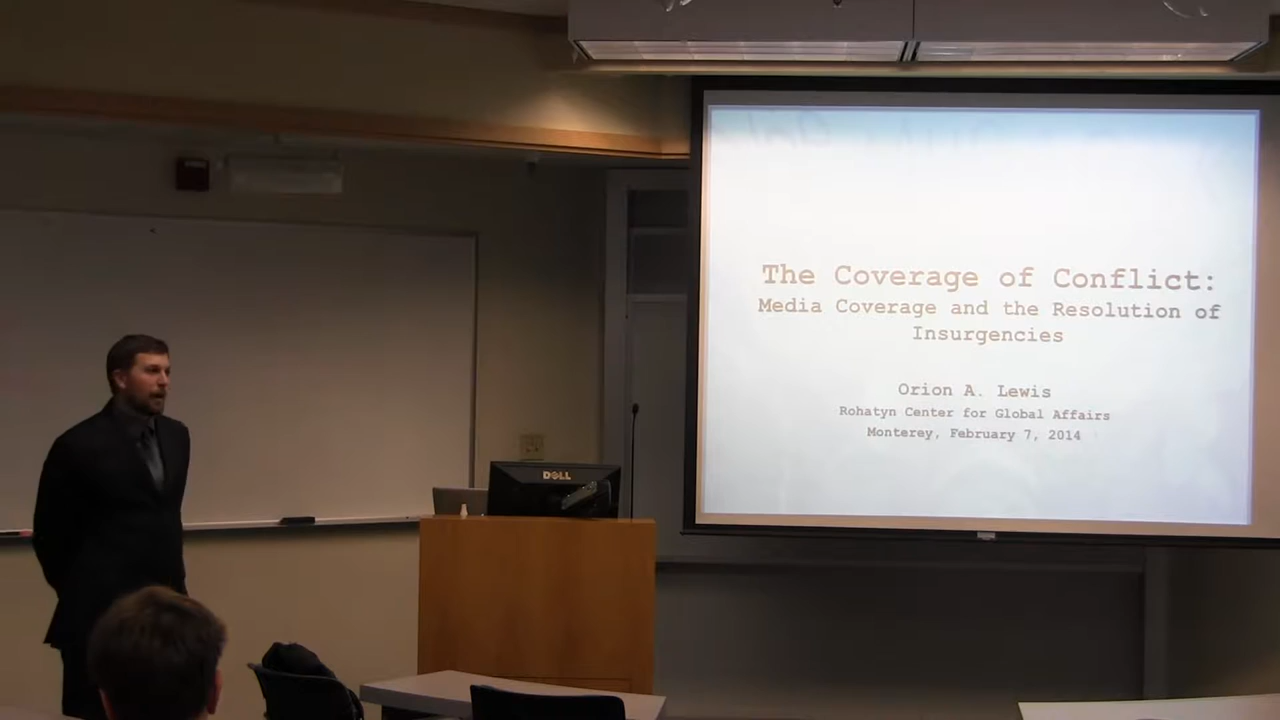 The Coverage of Conflict:
Media Coverage and the Resolution of
Insurgencies
Orion A. Lewis
Rohatyn Center for Global Affairs
Monterey, February 7, 2014
DELL